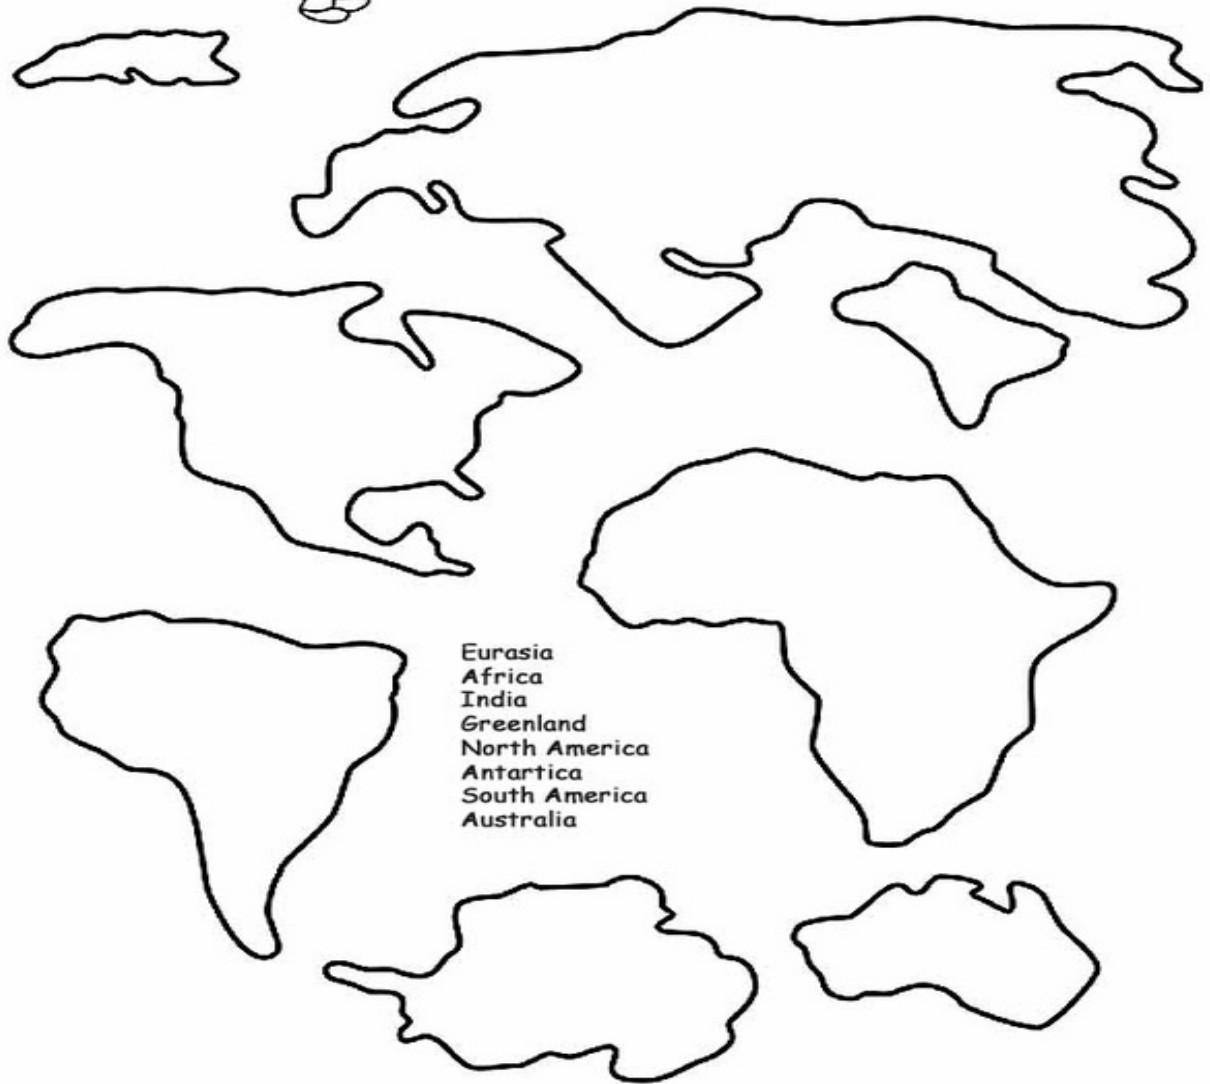 Eurasia
Africa
India
Greenland
North America
Antartica
South America
Australia